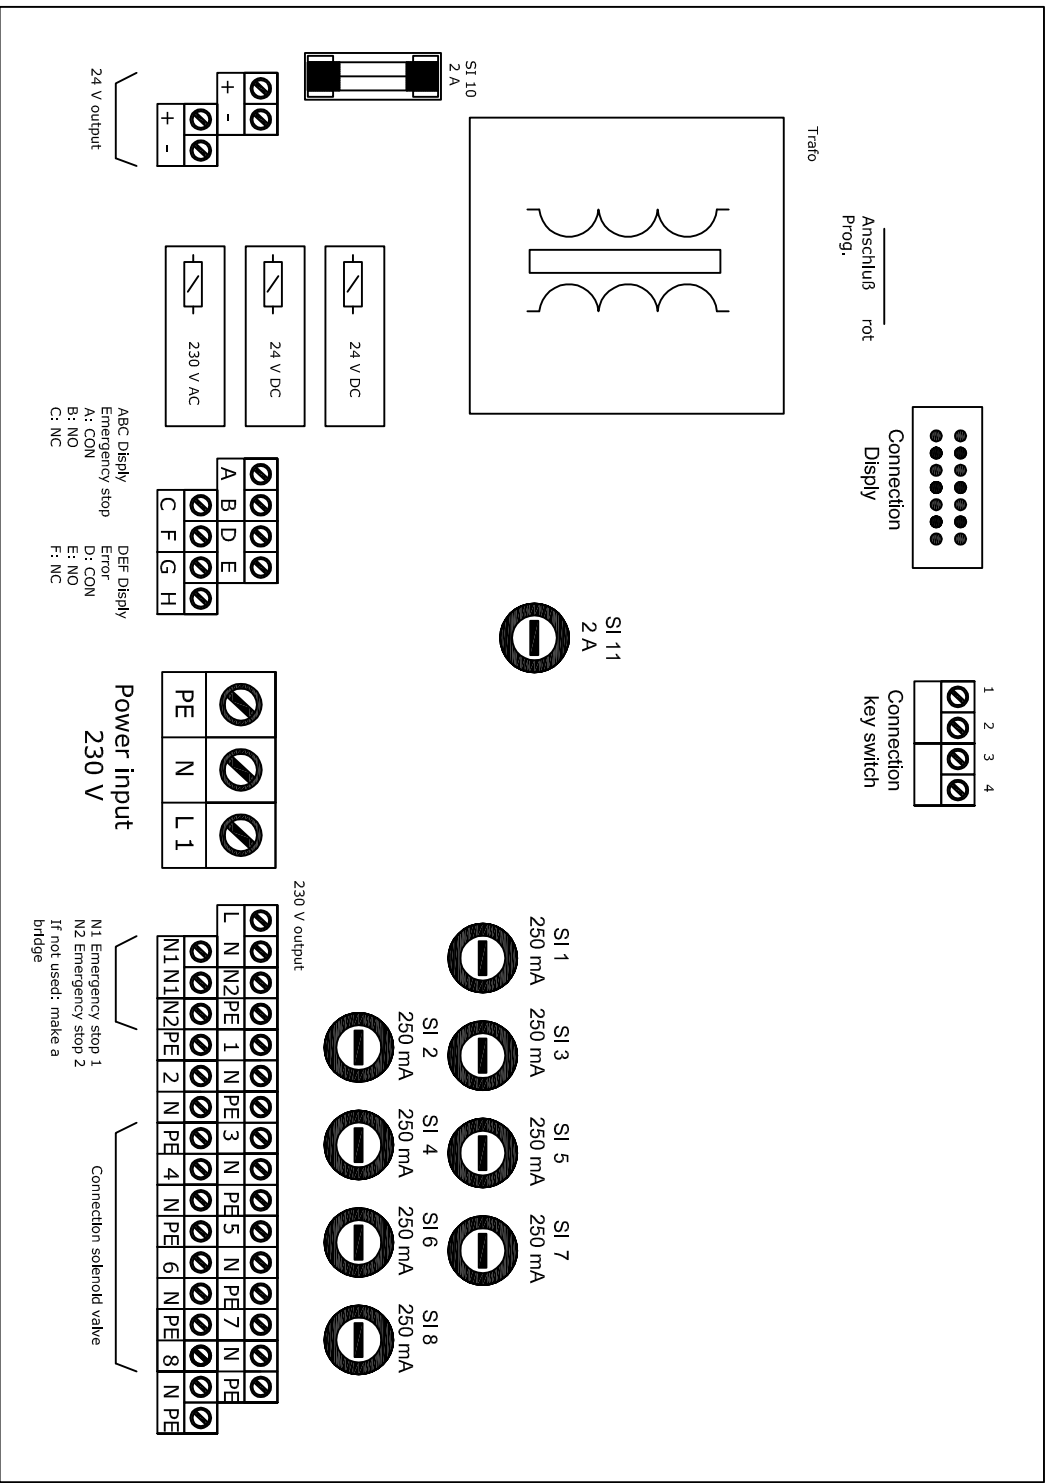 Anschluß rot
Prog.
Trafo
SI 10
2 A
Connection
Disply
1
2
3
4
Connection
key switch
SI 11
2 A
SI 1
250 mA
SI 3
250 mA
SI 5
250 mA
SI 7
250 mA
SI 2
250 mA
SI 4
250 mA
SI 6
250 mA
SI 8
250 mA
24 V DC
24 V DC
230 V AC
+ -
+ -
24 V output
A B D E
C F G H
ABC Disply
Emergency stop
A: CON
B: NO
C: NC
DEF Disply
Error
D: CON
E: NO
F: NC
PE N L 1
Power input
230 V
230 V output
L N N2 PE 1 N PE 3 N PE 5 N PE 7 N PE
N1 N1 N2 PE 2 N PE 4 N PE 6 N PE 8 N PE
N1 Emergency stop 1
N2 Emergency stop 2
If not used: make a
bridge
Connection solenoid valve